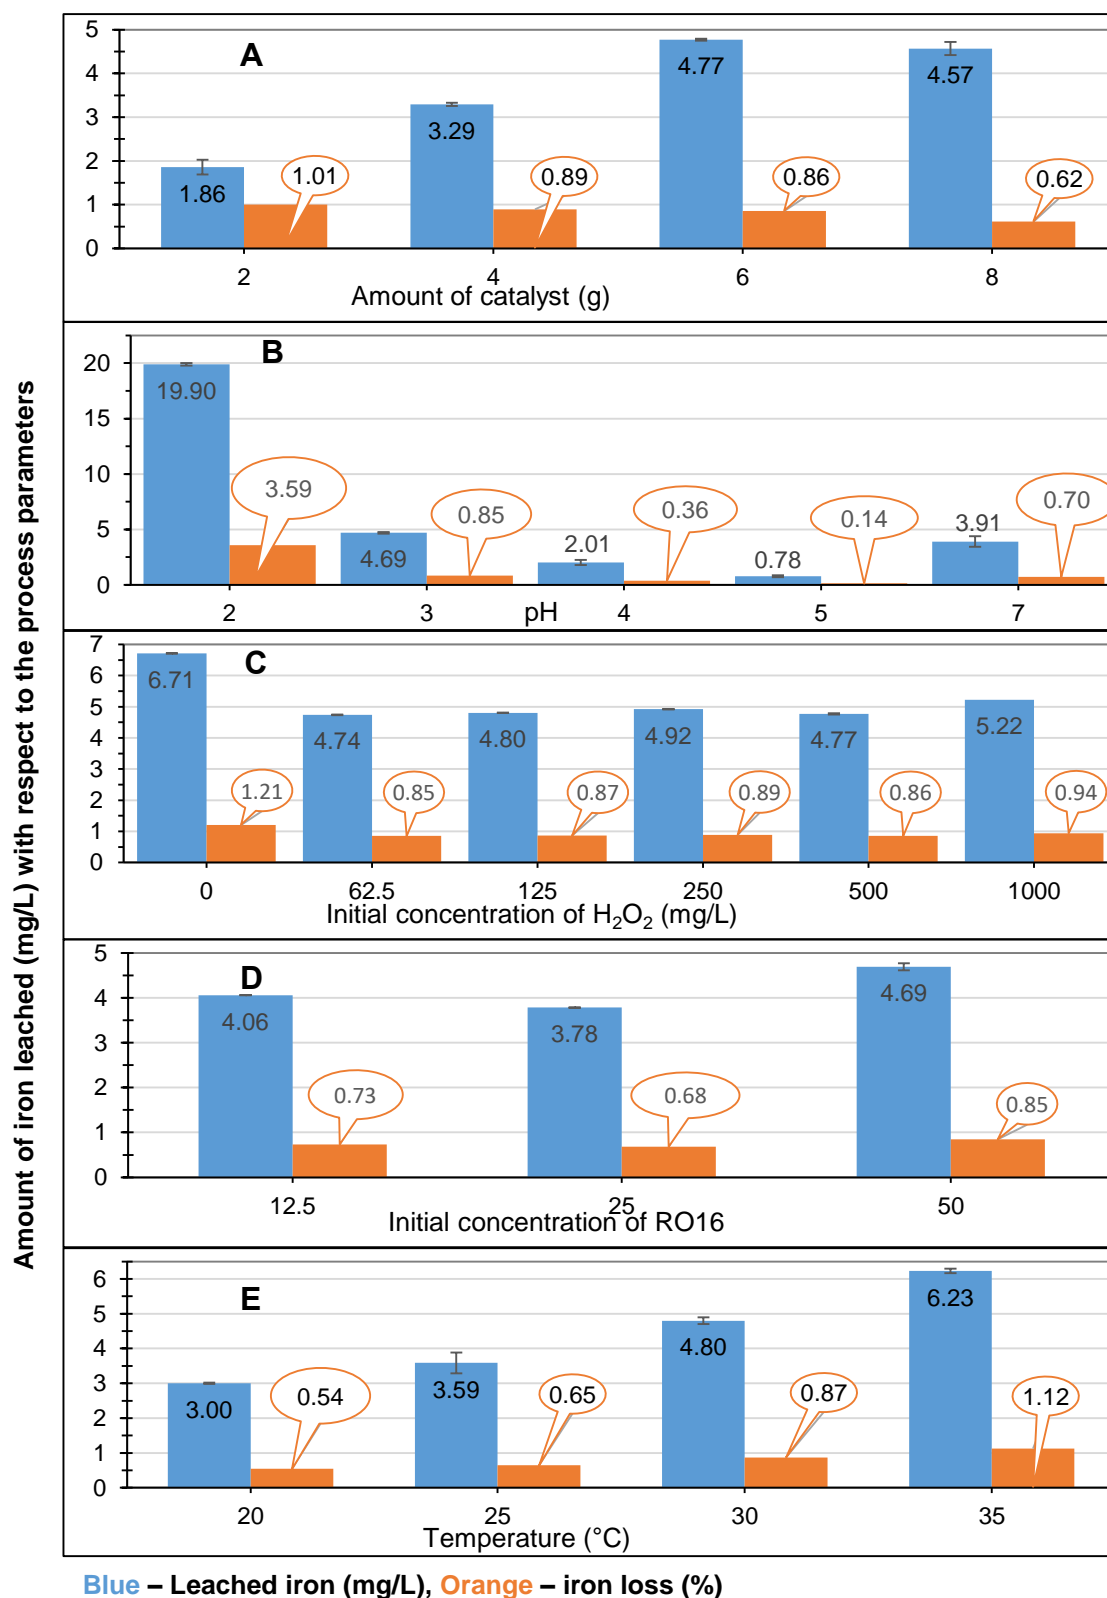 Amount of iron leached (mg/L) with respect to the process parameters
A
5
4
3
2
1
0
1.86 1.01 3.29 0.89 4.77 0.86 4.57 0.62
2 4 6 8
Amount of catalyst (g)
B
20
15
10
5
0
19.90 3.59 4.69 0.85 2.01 0.36 0.78 0.14 3.91 0.70
2 3 4 5 7
pH
C
7
6
5
4
3
2
1
0
6.71 1.21 4.74 0.85 4.80 0.87 4.92 0.89 4.77 0.86 5.22 0.94
0 62.5 125 250 500 1000
Initial concentration of H₂O₂ (mg/L)
D
5
4
3
2
1
0
4.06 0.73 3.78 0.68 4.69 0.85
12.5 25 50
Initial concentration of RO16
E
6
5
4
3
2
1
0
3.00 0.54 3.59 0.65 4.80 0.87 6.23 1.12
20 25 30 35
Temperature (°C)
Blue – Leached iron (mg/L), Orange – iron loss (%)